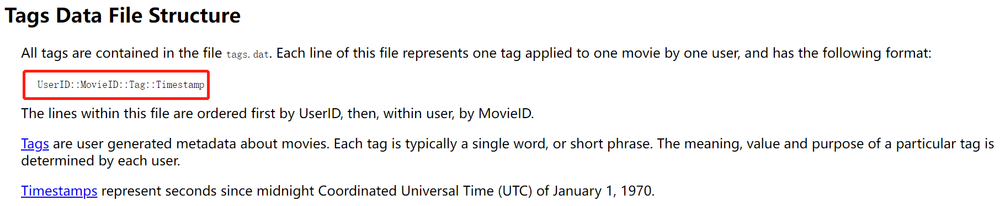 Tags Data File Structure
All tags are contained in the file tags.dat. Each line of this file represents one tag applied to one movie by one user, and has the following format:
UserID::MovieID::Tag::Timestamp
The lines within this file are ordered first by UserID, then, within user, by MovieID.
Tags are user generated metadata about movies. Each tag is typically a single word, or short phrase. The meaning, value and purpose of a particular tag is
determined by each user.
Timestamps represent seconds since midnight Coordinated Universal Time (UTC) of January 1, 1970.